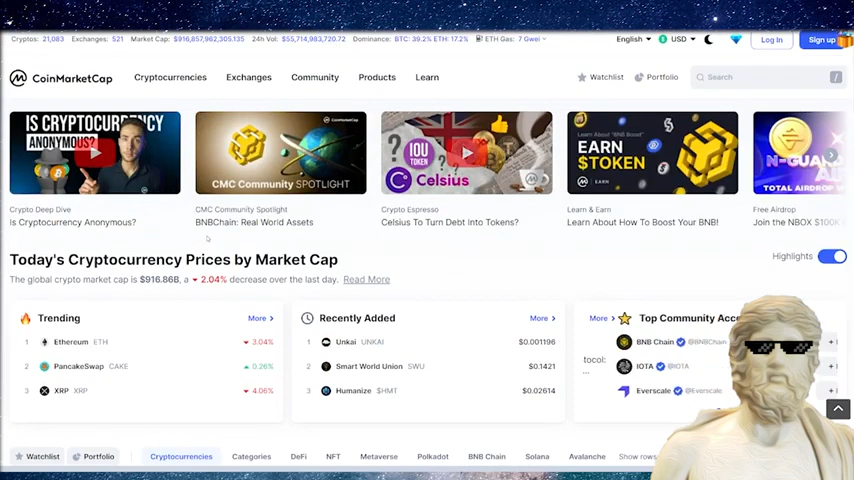 Cryptos: 21,083 Exchanges: 521 Market Cap: $916,857,962,305.135 24h Vol: $55,714,983,720.72 Dominance: BTC: 39.2% ETH: 17.2% ETH Gas: 7 Gwei English USD Log In Sign up
CoinMarketCap Cryptocurrencies Exchanges Community Products Learn Watchlist Portfolio Search /
IS CRYPTOCURRENCY ANONYMOUS?
CoinMarketCap
CMC Community SPOTLIGHT
IOU TOKEN
Celsius
Learn About "BNB Boost"
EARN $TOKEN
LEARN
TOTAL AIRDROP
Crypto Deep Dive CMC Community Spotlight Crypto Espresso Learn & Earn Free Airdrop
Is Cryptocurrency Anonymous? BNBChain: Real World Assets Celsius To Turn Debt Into Tokens? Learn About How To Boost Your BNB! Join the NBOX $100K
Today's Cryptocurrency Prices by Market Cap Highlights
The global crypto market cap is $916.86B, a 2.04% decrease over the last day. Read More
Trending More Recently Added More More Top Community
1 Ethereum ETH 3.04% 1 Unkai UNKAI $0.001196 BNB Chain @BNBChain
2 PancakeSwap CAKE 0.26% 2 Smart World Union SWU $0.1421 tocol: ... IOTA @IOTA
3 XRP XRP 4.06% 3 Humanize $HMT $0.02614 Everscale @Everscale
Watchlist Portfolio Cryptocurrencies Categories DeFi NFT Metaverse Polkadot BNB Chain Solana Avalanche Show rows